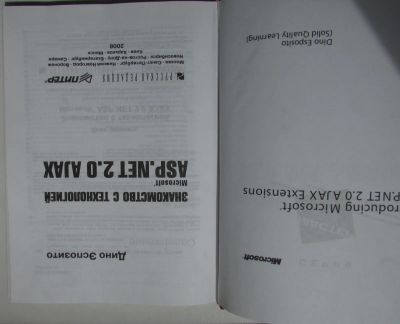 Дино Эспозито
ЗНАКОМСТВО С ТЕХНОЛОГИЕЙ
Microsoft®
ASP.NET 2.0 AJAX
РУССКАЯ РЕДАКЦИЯ
ПИТЕР®
Москва · Санкт-Петербург · Нижний Новгород · Воронеж
Новосибирск · Ростов-на-Дону · Екатеринбург · Самара
Киев · Харьков · Минск
2008
Microsoft
roducing Microsoft®
P.NET 2.0 AJAX Extensions
Dino Esposito
(Solid Quality Learning)